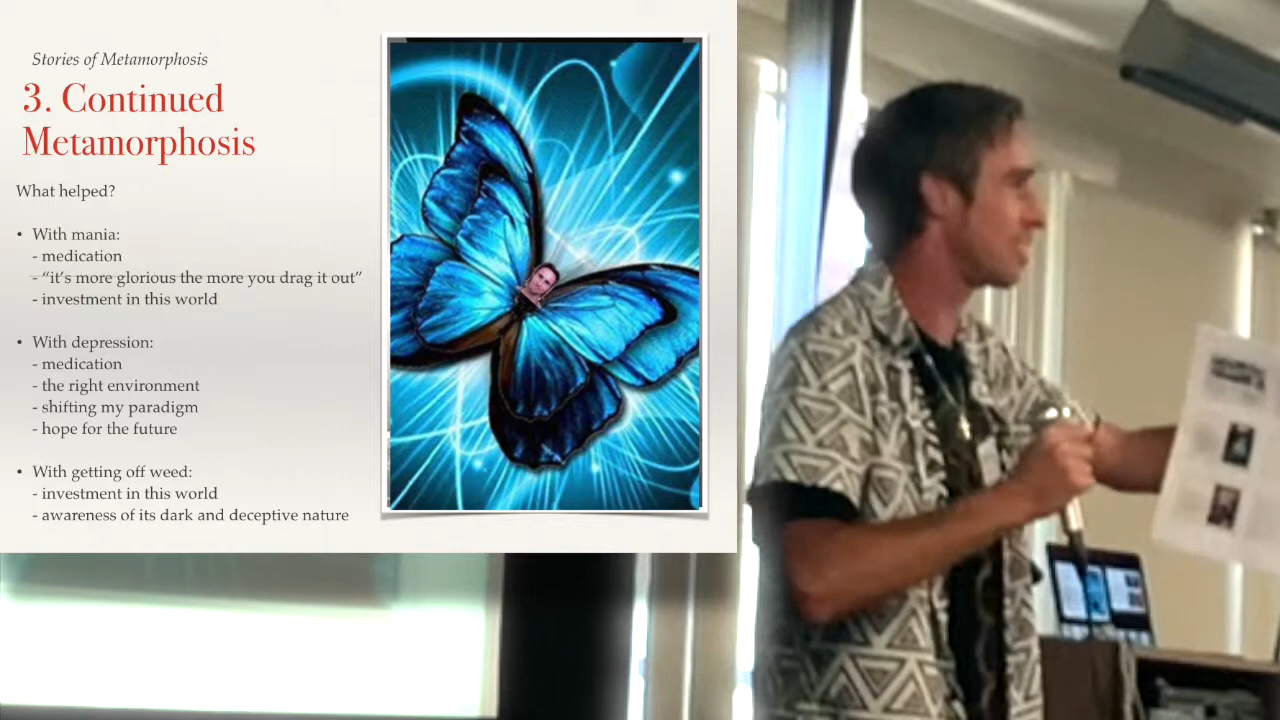 Stories of Metamorphosis
3. Continued
Metamorphosis
What helped?
• With mania:
- medication
- “it’s more glorious the more you drag it out”
- investment in this world
• With depression:
- medication
- the right environment
- shifting my paradigm
- hope for the future
• With getting off weed:
- investment in this world
- awareness of its dark and deceptive nature